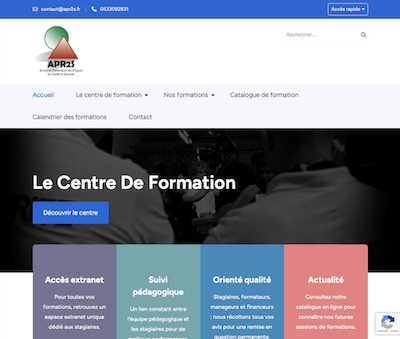 contact@apr2s.fr
0533092831
Accès rapide
Rechercher...
APR2S
Accueil
Le centre de formation
Nos formations
Catalogue de formation
Calendrier des formations
Contact
Le Centre De Formation
Découvrir le centre
Accès extranet
Pour toutes vos
formations, retrouvez un
espace extranet unique
dédié aux stagiaires.
Suivi
pédagogique
Un lien constant entre
l'équipe pédagogique et
les stagiaires pour de
meilleures performances.
Orienté qualité
Stagiaires, formateurs,
managers et financeurs
: nous récoltons tous vos
avis pour une remise en
question permanente.
Actualité
Consultez notre
catalogue en ligne pour
connaître nos futures
sessions de formations.